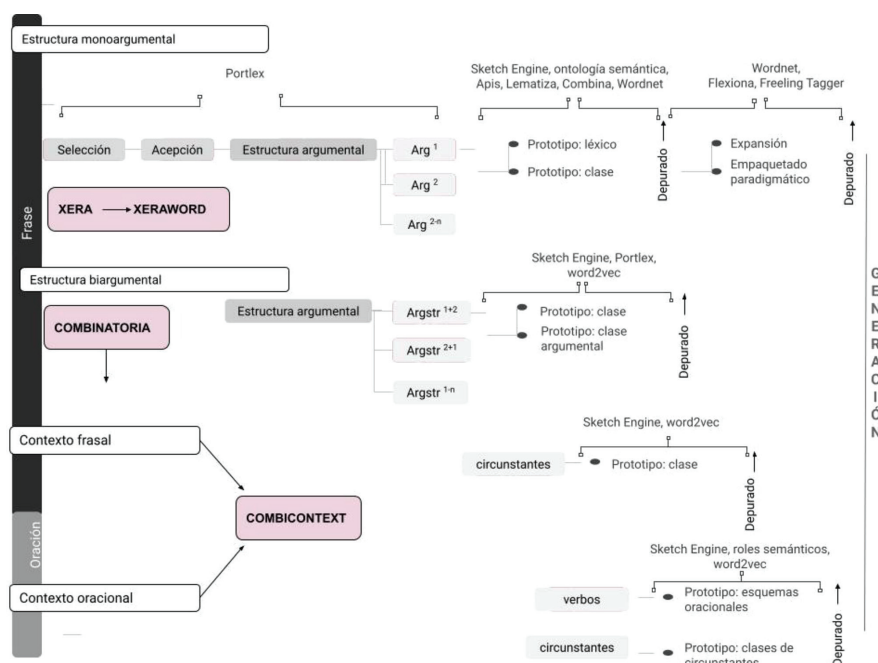 Estructura monoargumental
Portlex
Sketch Engine, ontología semántica,
Apis, Lematiza, Combina, Wordnet
Wordnet,
Flexiona, Freeling Tagger
Selección
Acepción
Estructura argumental
Arg 1
Arg 2
Arg 2-n
Prototipo: léxico
Prototipo: clase
Depurado
Expansión
Empaquetado
paradigmático
Depurado
XERA
XERAWORD
Frase
Estructura biargumental
Sketch Engine, Portlex,
word2vec
COMBINATORIA
Estructura argumental
Argstr 1+2
Argstr 2+1
Argstr 1-n
Prototipo: clase
Prototipo: clase
argumental
Depurado
GENERACIÓN
Contexto frasal
Sketch Engine, word2vec
circunstantes
Prototipo: clase
Depurado
COMBICONTEXT
Oración
Contexto oracional
Sketch Engine, roles semánticos,
word2vec
verbos
Prototipo: esquemas
oracionales
Depurado
circunstantes
Prototipo: clases de
circunstantes